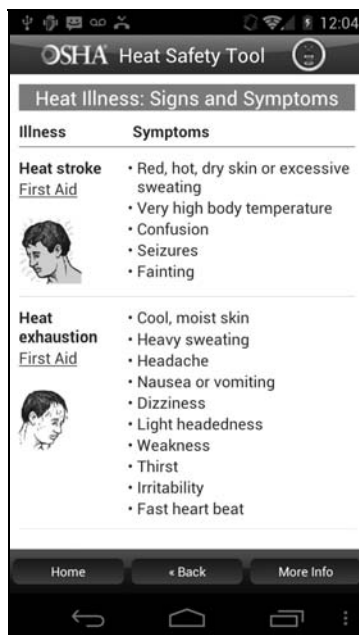 12:04
OSHA Heat Safety Tool
Heat Illness: Signs and Symptoms
Illness Symptoms
Heat stroke
First Aid
• Red, hot, dry skin or excessive
sweating
• Very high body temperature
• Confusion
• Seizures
• Fainting
Heat
exhaustion
First Aid
• Cool, moist skin
• Heavy sweating
• Headache
• Nausea or vomiting
• Dizziness
• Light headedness
• Weakness
• Thirst
• Irritability
• Fast heart beat
Home « Back More Info